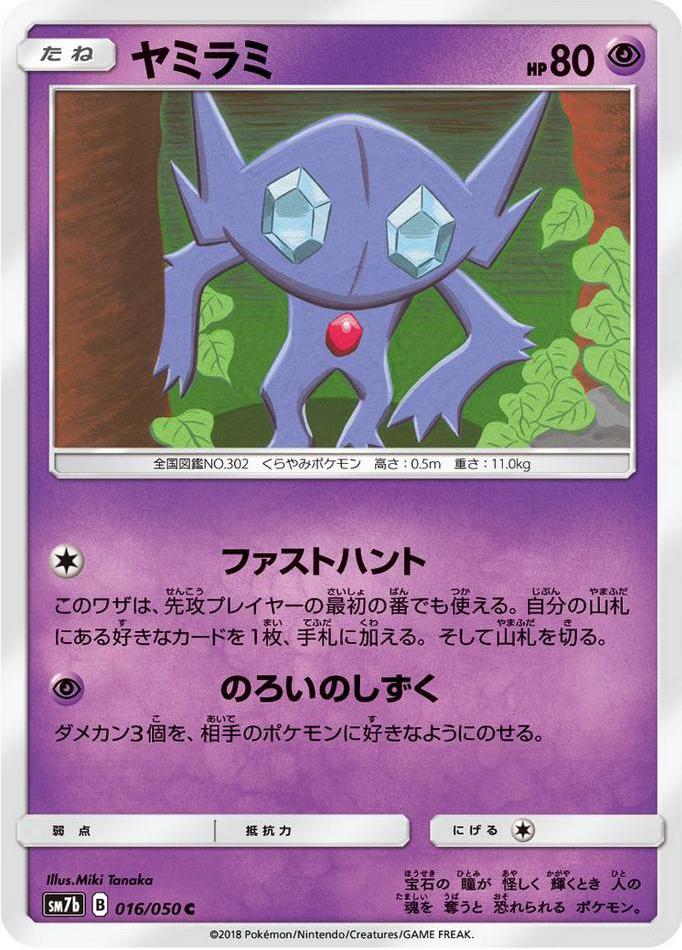 たね ヤミラミ HP80
全国図鑑NO.302 くらやみポケモン 高さ：0.5m 重さ：11.0kg
ファストハント
このワザは、先攻プレイヤーの最初の番でも使える。自分の山札
にある好きなカードを1枚、手札に加える。そして山札を切る。
のろいのしずく
ダメカン3個を、相手のポケモンに好きなようにのせる。
弱点 抵抗力 にげる
Illus.Miki Tanaka
sm7b B 016/050 C
宝石の瞳が怪しく輝くとき人の
魂を奪うと恐れられるポケモン。
©2018 Pokémon/Nintendo/Creatures/GAME FREAK.